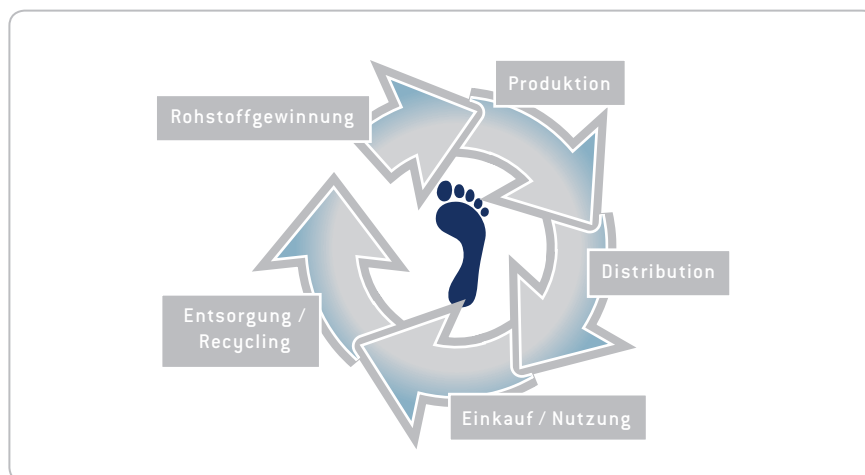 Rohstoffgewinnung
Produktion
Distribution
Einkauf / Nutzung
Entsorgung /
Recycling